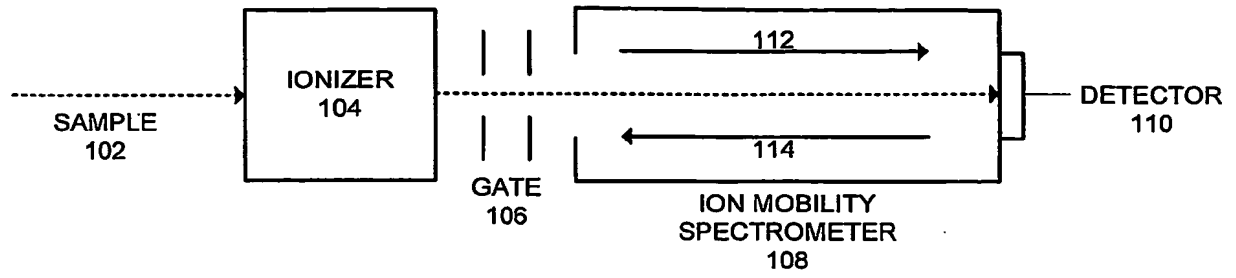 112
IONIZER
104
SAMPLE
102
DETECTOR
110
114
GATE
106
ION MOBILITY
SPECTROMETER
108